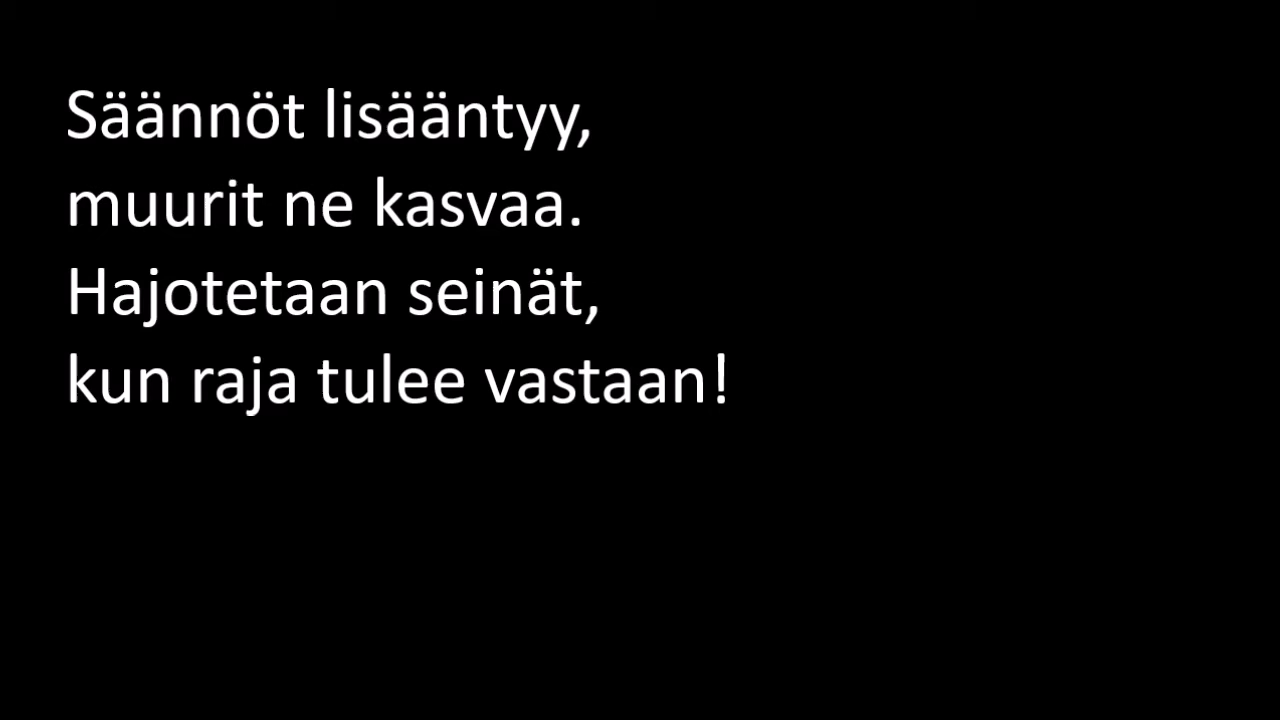 Säännöt lisääntyy,
muurit ne kasvaa.
Hajotetaan seinät,
kun raja tulee vastaan!